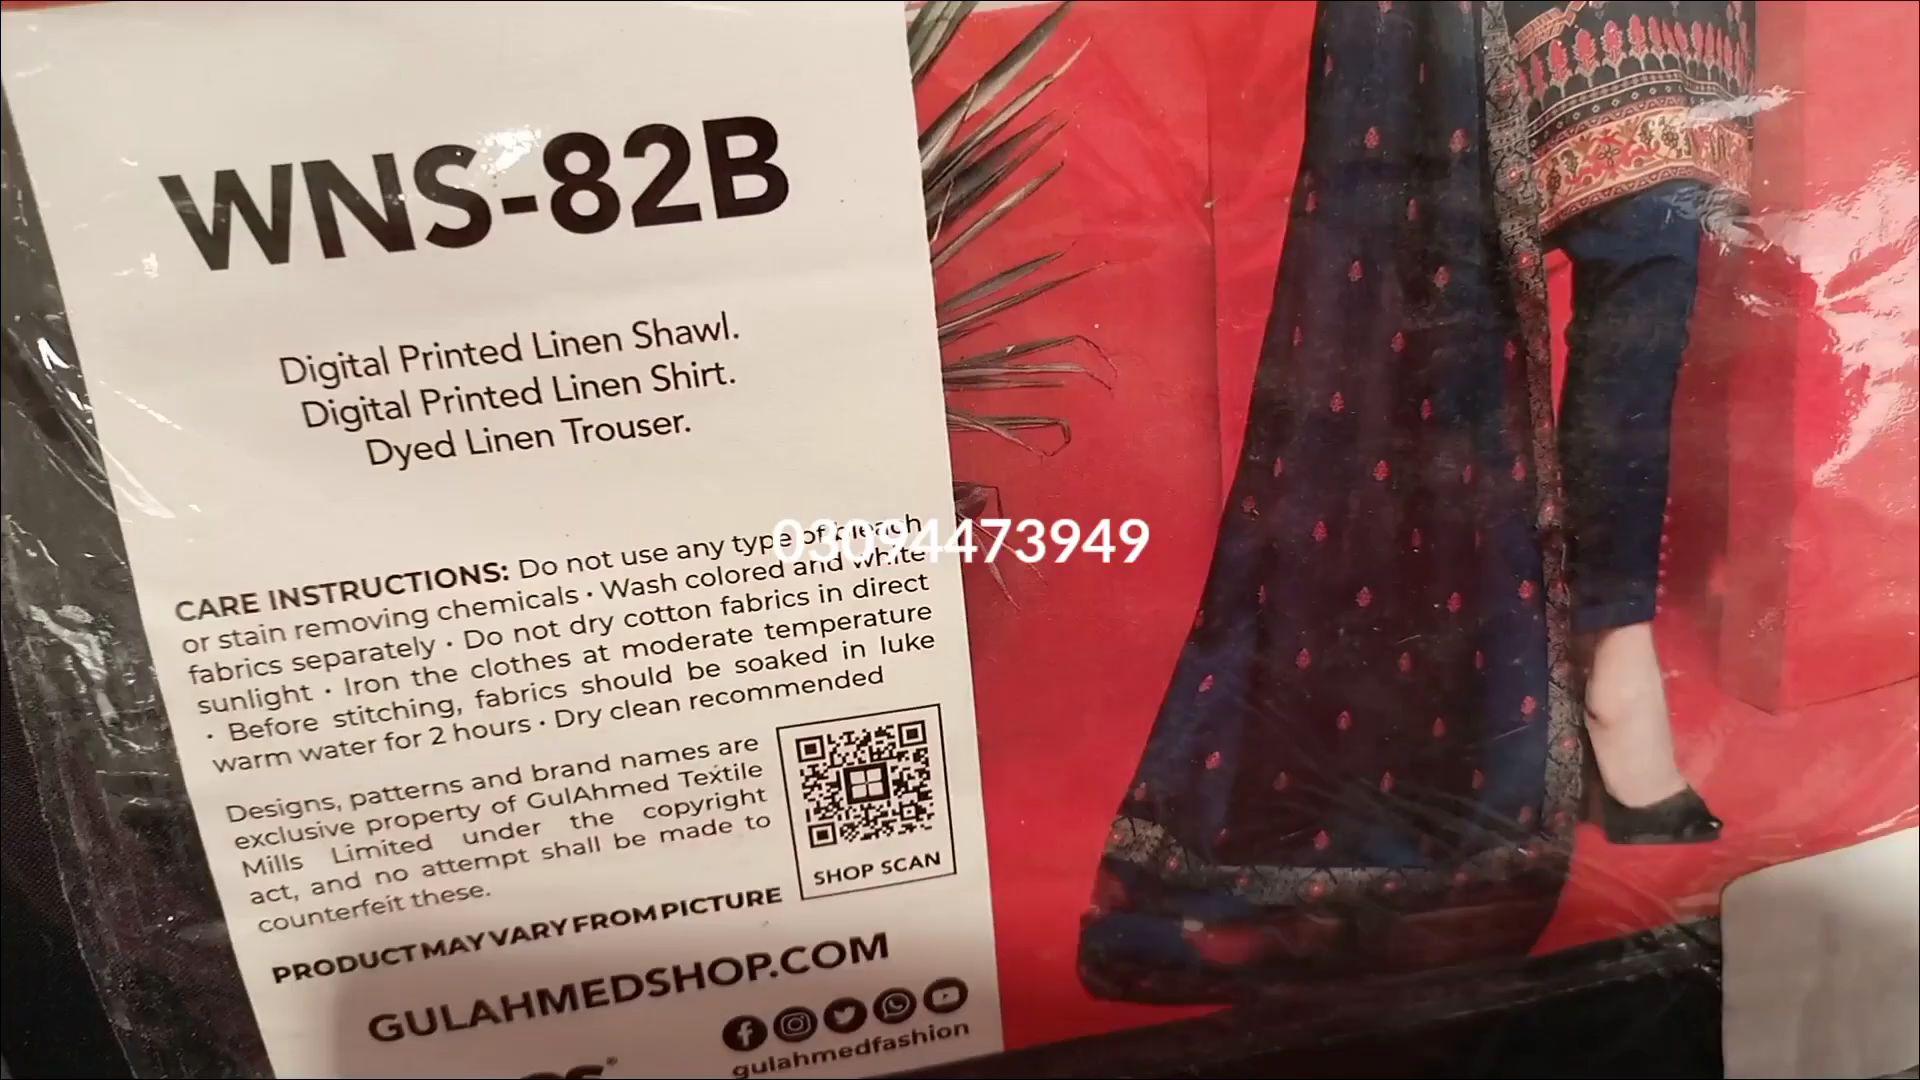 WNS-82B
Digital Printed Linen Shawl.
Digital Printed Linen Shirt.
Dyed Linen Trouser.
03094473949
CARE INSTRUCTIONS: Do not use any type of bleach
or stain removing chemicals • Wash colored and white
fabrics separately • Do not dry cotton fabrics in direct
sunlight • Iron the clothes at moderate temperature
• Before stitching, fabrics should be soaked in luke
warm water for 2 hours • Dry clean recommended
Designs, patterns and brand names are
exclusive property of GulAhmed Textile
Mills Limited under the copyright
act, and no attempt shall be made to
counterfeit these.
SHOP SCAN
PRODUCT MAY VARY FROM PICTURE
GULAHMEDSHOP.COM
gulahmedfashion